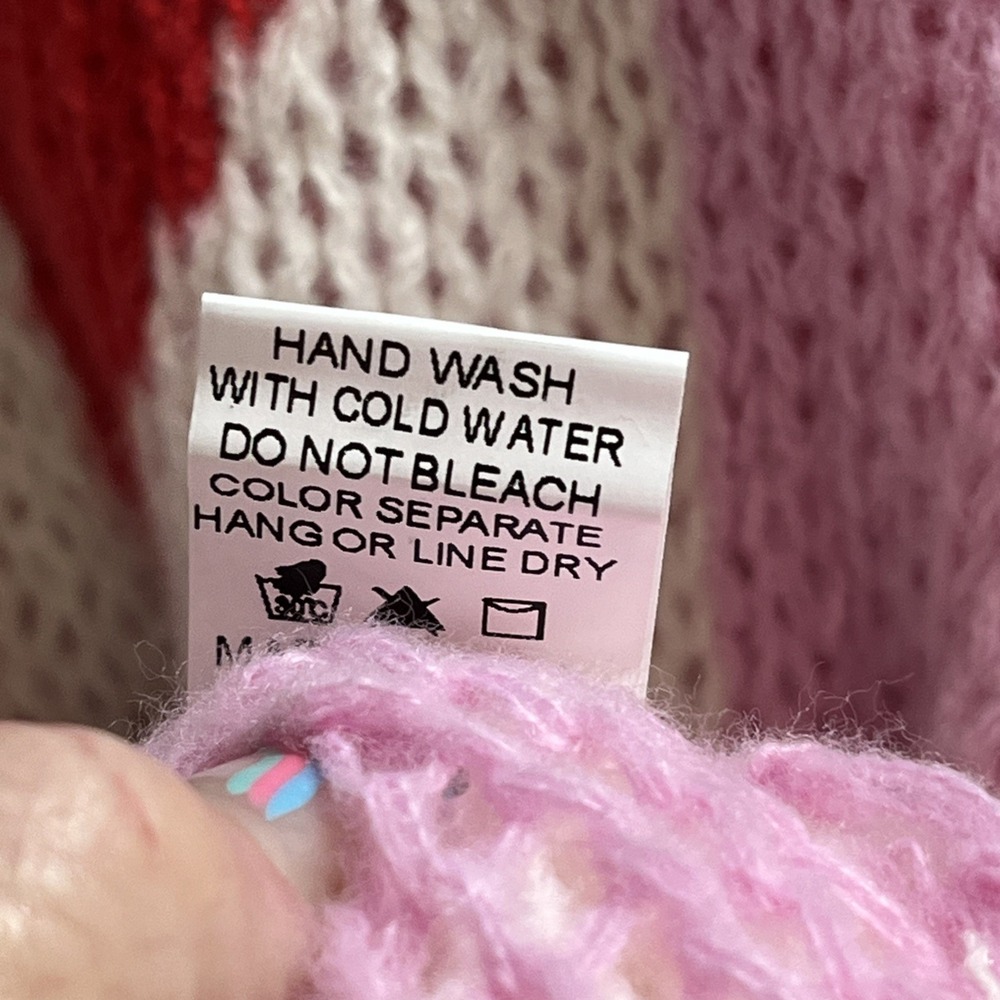 HAND WASH
WITH COLD WATER
DO NOT BLEACH
COLOR SEPARATE
HANG OR LINE DRY
30°C